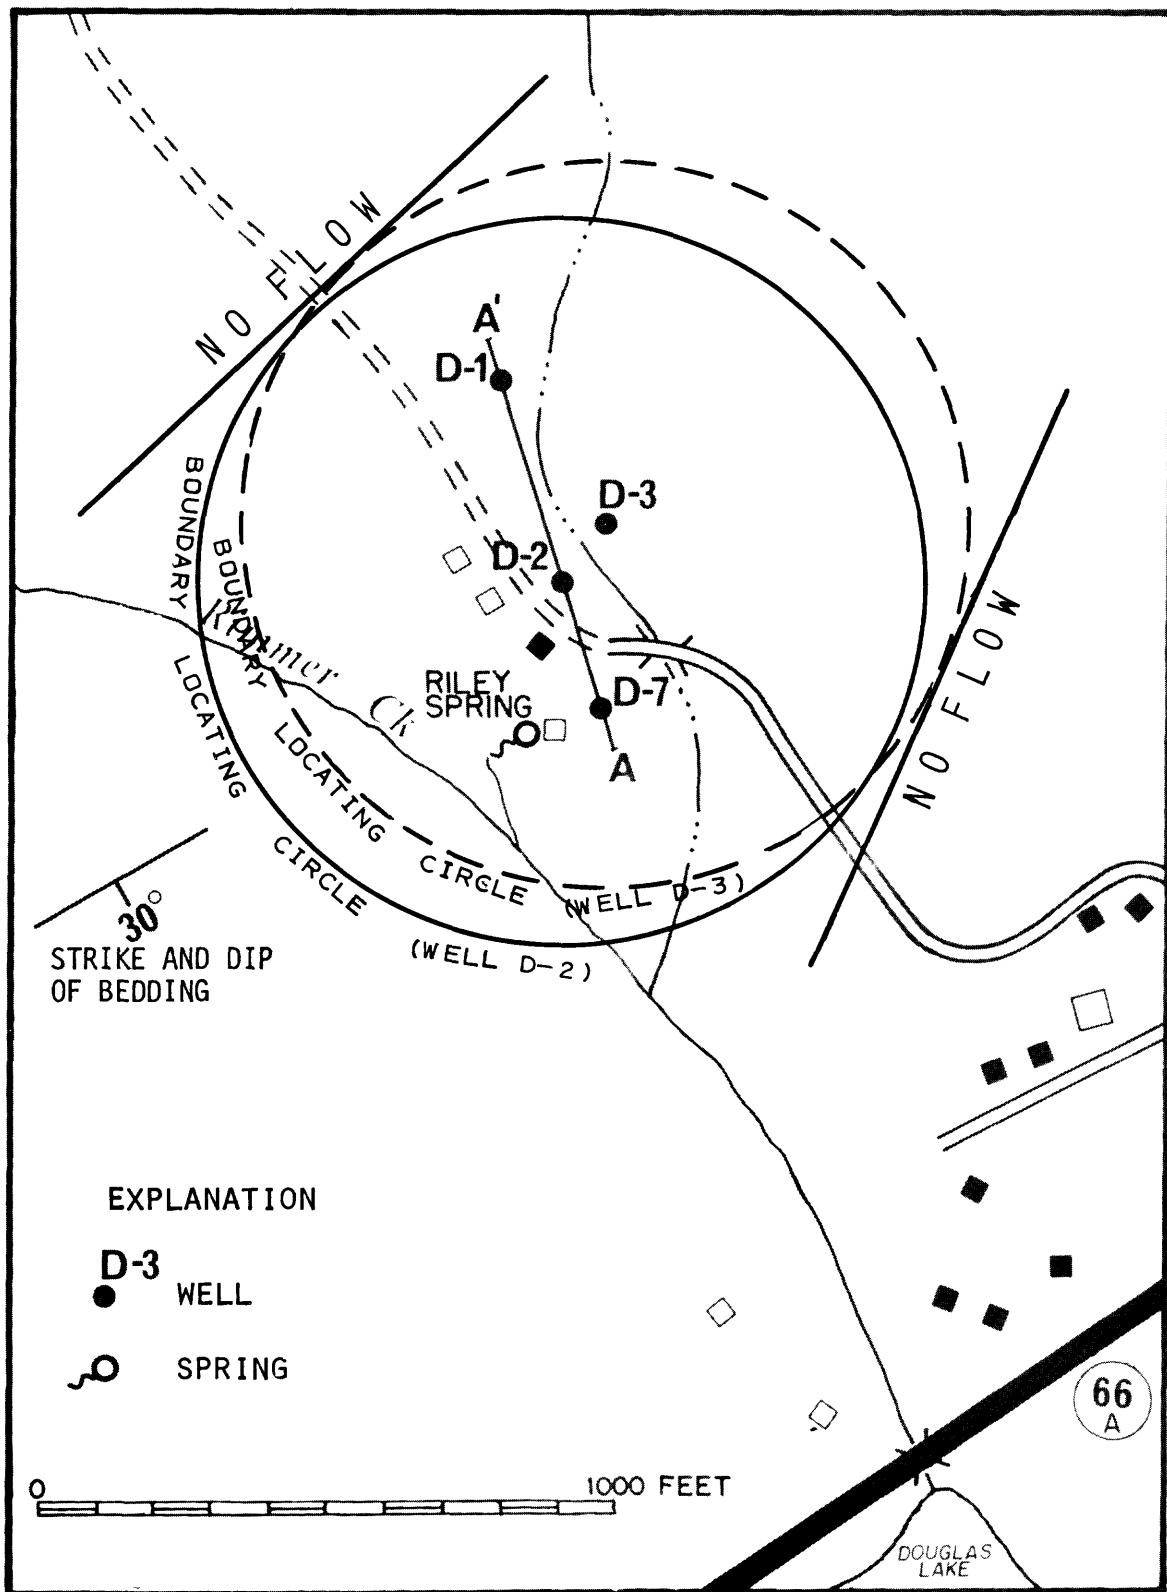 NO FLOW
A'
D-1
D-3
D-2
BOUNDARY LOCATING CIRCLE (WELL D-2)
BOUNDARY LOCATING CIRCLE (WELL D-3)
NO FLOW
Ck
RILEY
SPRING
D-7
A
30°
STRIKE AND DIP
OF BEDDING
EXPLANATION
D-3
WELL
SPRING
66
A
0 1000 FEET
DOUGLAS
LAKE